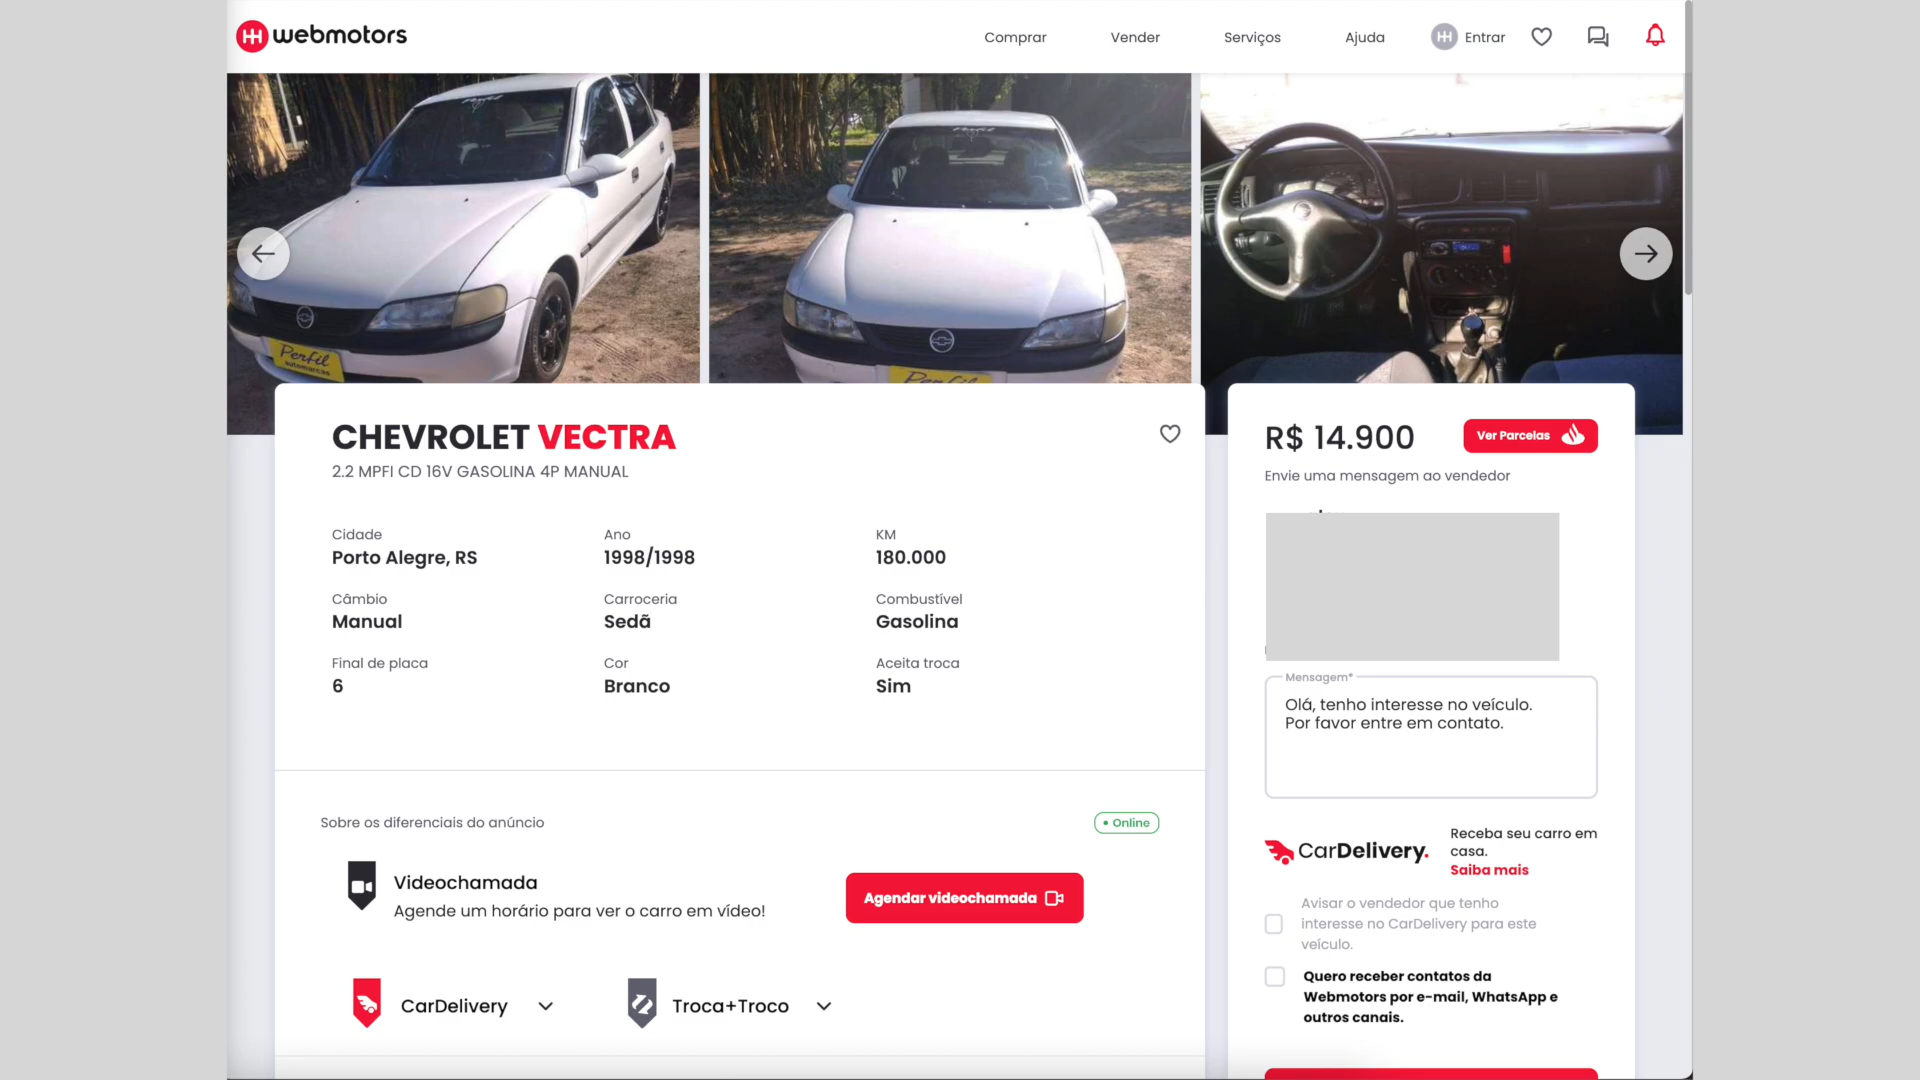 webmotors
Comprar
Vender
Serviços
Ajuda
Entrar
Perfil
automarcas
Perfil
CHEVROLET VECTRA
2.2 MPFI CD 16V GASOLINA 4P MANUAL
Cidade
Porto Alegre, RS
Ano
1998/1998
KM
180.000
Câmbio
Manual
Carroceria
Sedã
Combustível
Gasolina
Final de placa
6
Cor
Branco
Aceita troca
Sim
Sobre os diferenciais do anúncio
• Online
Videochamada
Agende um horário para ver o carro em vídeo!
Agendar videochamada
CarDelivery
Troca+Troco
R$ 14.900
Ver Parcelas
Envie uma mensagem ao vendedor
Mensagem*
Olá, tenho interesse no veículo.
Por favor entre em contato.
CarDelivery.
Receba seu carro em
casa.
Saiba mais
Avisar o vendedor que tenho
interesse no CarDelivery para este
veículo.
Quero receber contatos da
Webmotors por e-mail, WhatsApp e
outros canais.